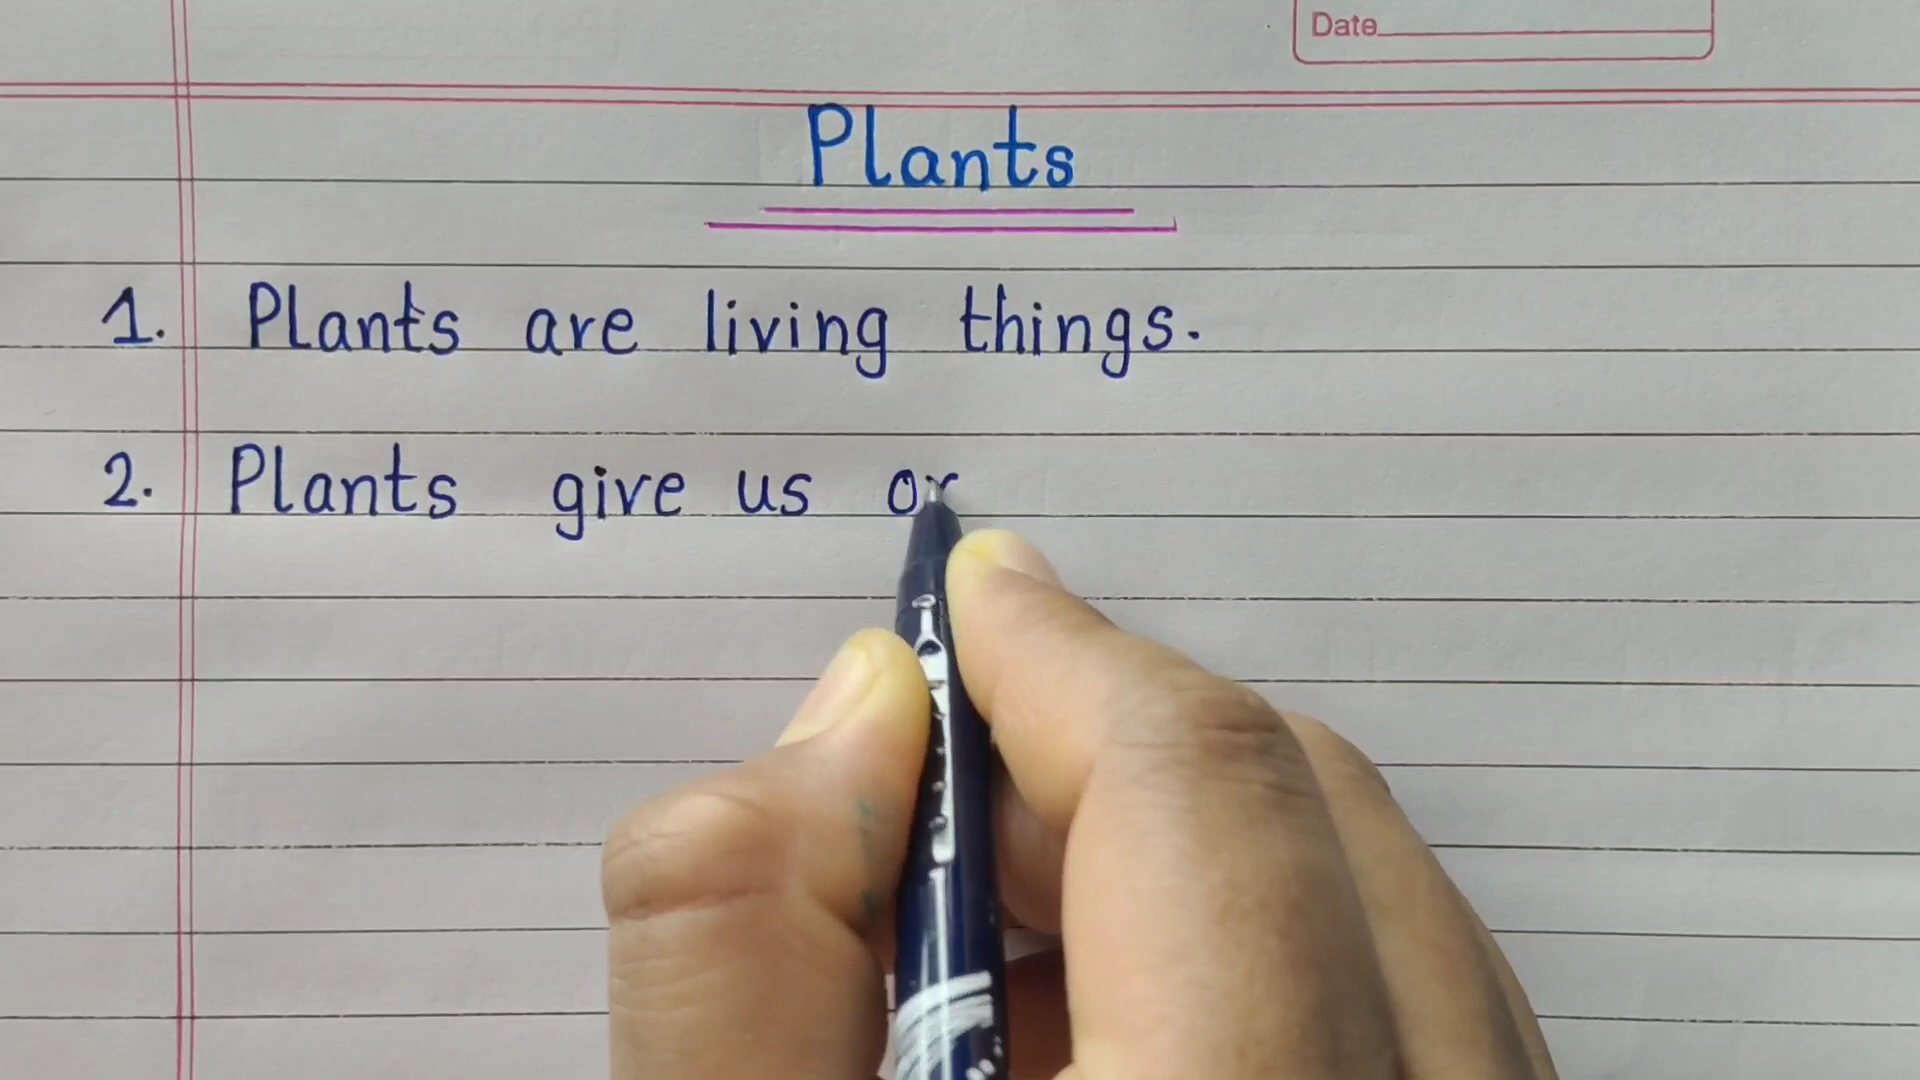 Date
Plants
1. Plants are living things.
2. Plants give us